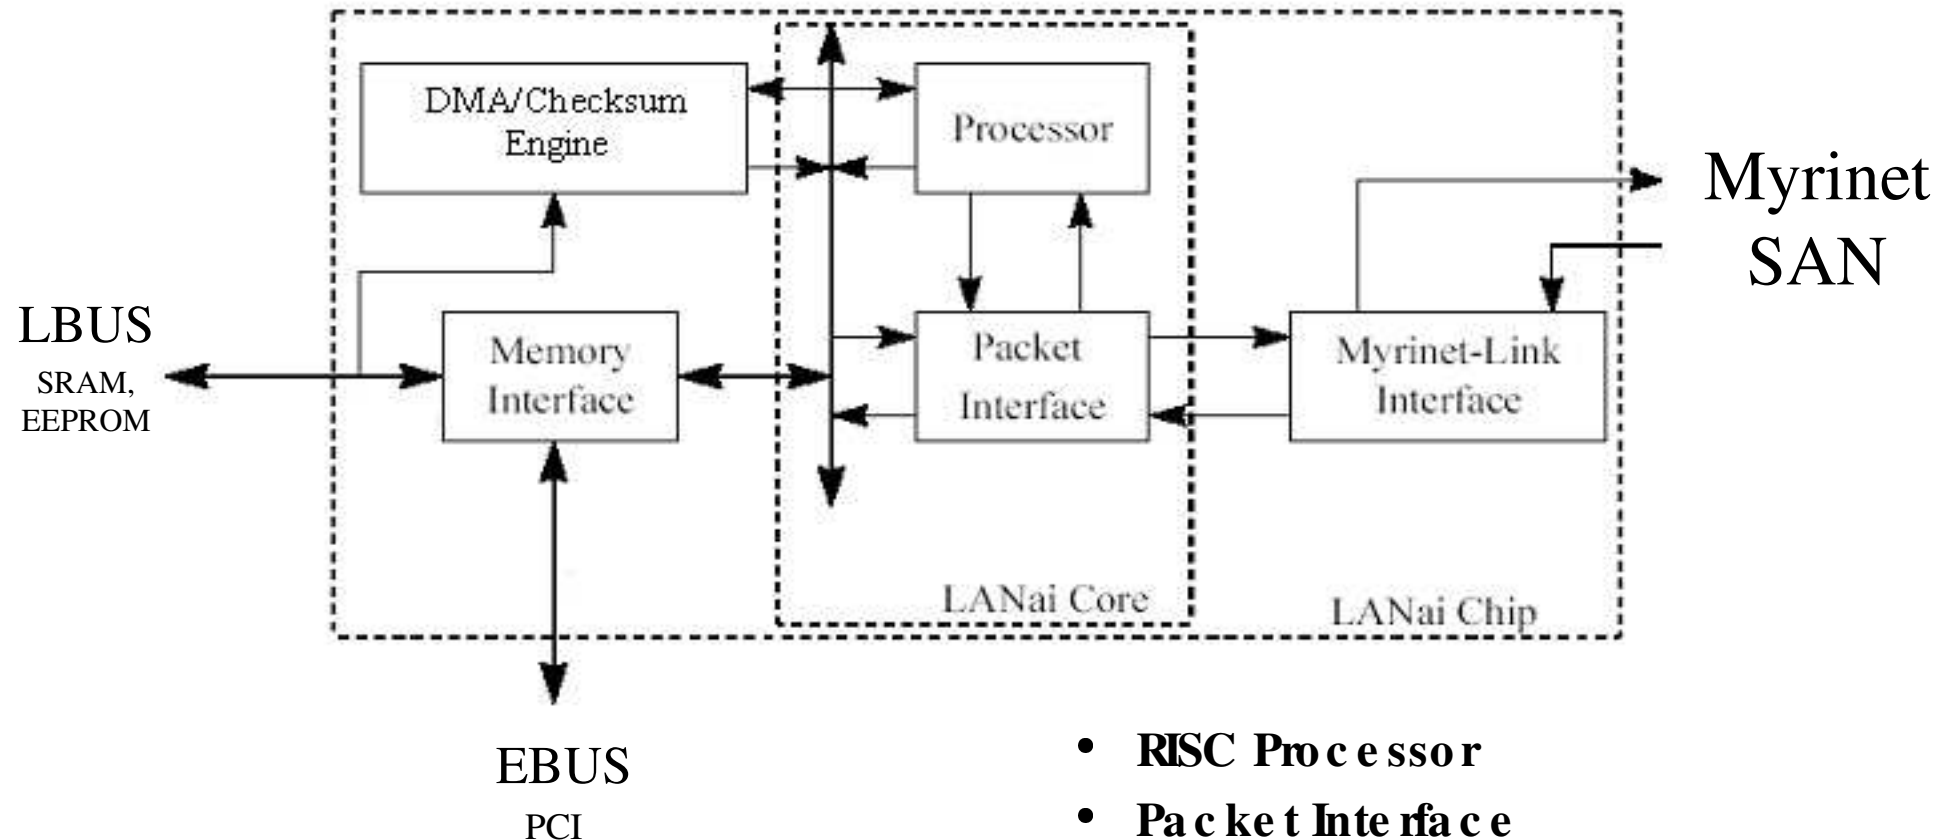 DMA/Checksum
Engine
Processor
Myrinet
SAN
LBUS
SRAM,
EEPROM
Memory
Interface
Packet
Interface
Myrinet-Link
Interface
LANai Core
LANai Chip
EBUS
PCI
• RISC Processor
• Packet Interface